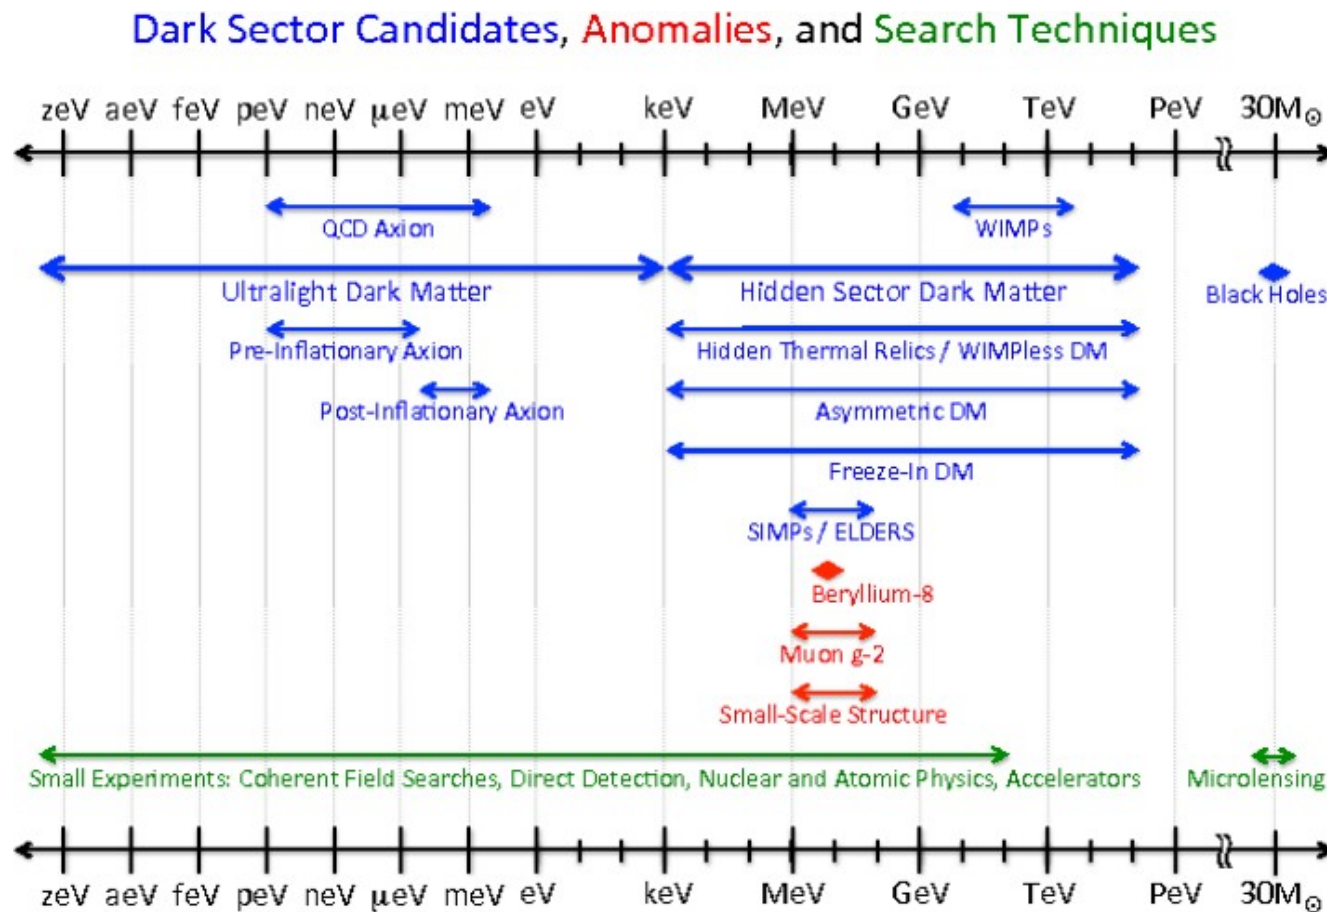 Dark Sector Candidates, Anomalies, and Search Techniques
zeV aeV feV peV neV μeV meV eV keV MeV GeV TeV PeV 30M☉
QCD Axion WIMPs
Ultralight Dark Matter Hidden Sector Dark Matter Black Holes
Pre-Inflationary Axion Hidden Thermal Relics / WIMPless DM
Post-Inflationary Axion Asymmetric DM
Freeze-In DM
SIMPs / ELDERS
Beryllium-8
Muon g-2
Small-Scale Structure
Small Experiments: Coherent Field Searches, Direct Detection, Nuclear and Atomic Physics, Accelerators Microlensing
zeV aeV feV peV neV μeV meV eV keV MeV GeV TeV PeV 30M☉